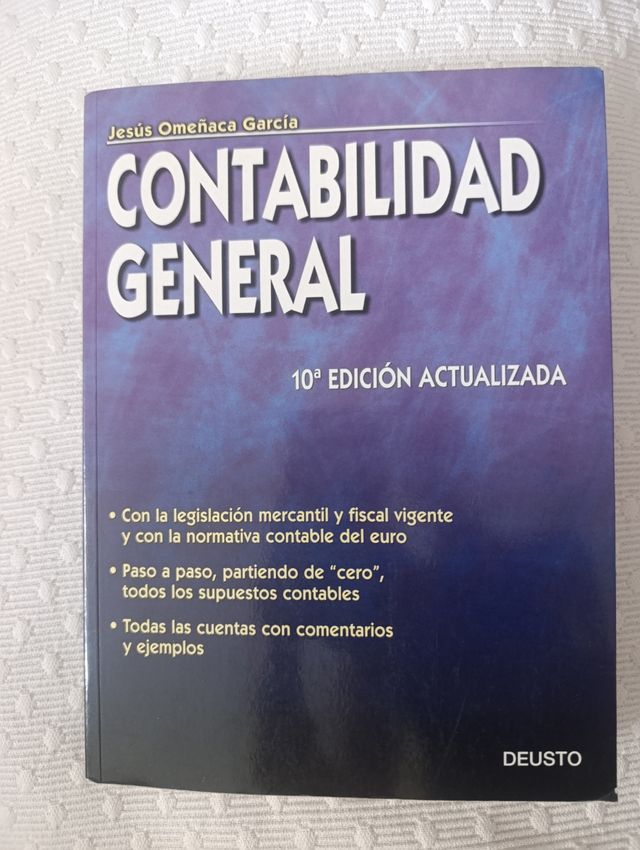 Jesús Omeñaca García
CONTABILIDAD
GENERAL
10ª EDICIÓN ACTUALIZADA
• Con la legislación mercantil y fiscal vigente
y con la normativa contable del euro
• Paso a paso, partiendo de “cero”,
todos los supuestos contables
• Todas las cuentas con comentarios
y ejemplos
DEUSTO